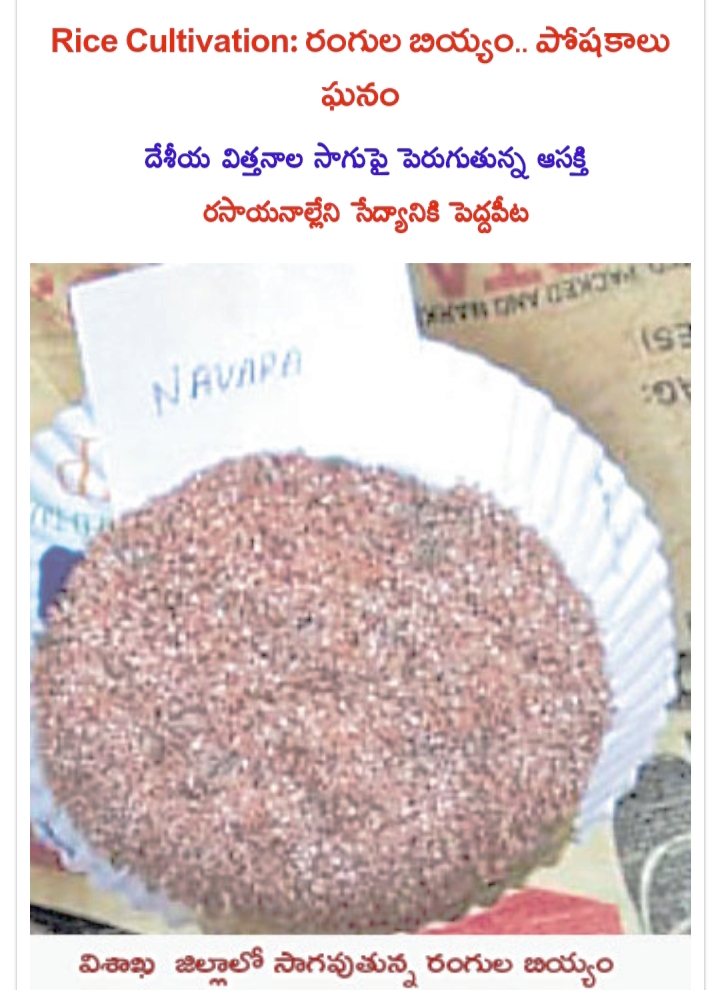 Rice Cultivation: రంగుల బియ్యం.. పోషకాలు
ఘనం
దేశీయ విత్తనాల సాగుపై పెరుగుతున్న ఆసక్తి
రసాయనాల్లేని సేద్యానికి పెద్దపీట
NAVARA
PACKED AND MARK
విశాఖ జిల్లాలో సాగవుతున్న రంగుల బియ్యం